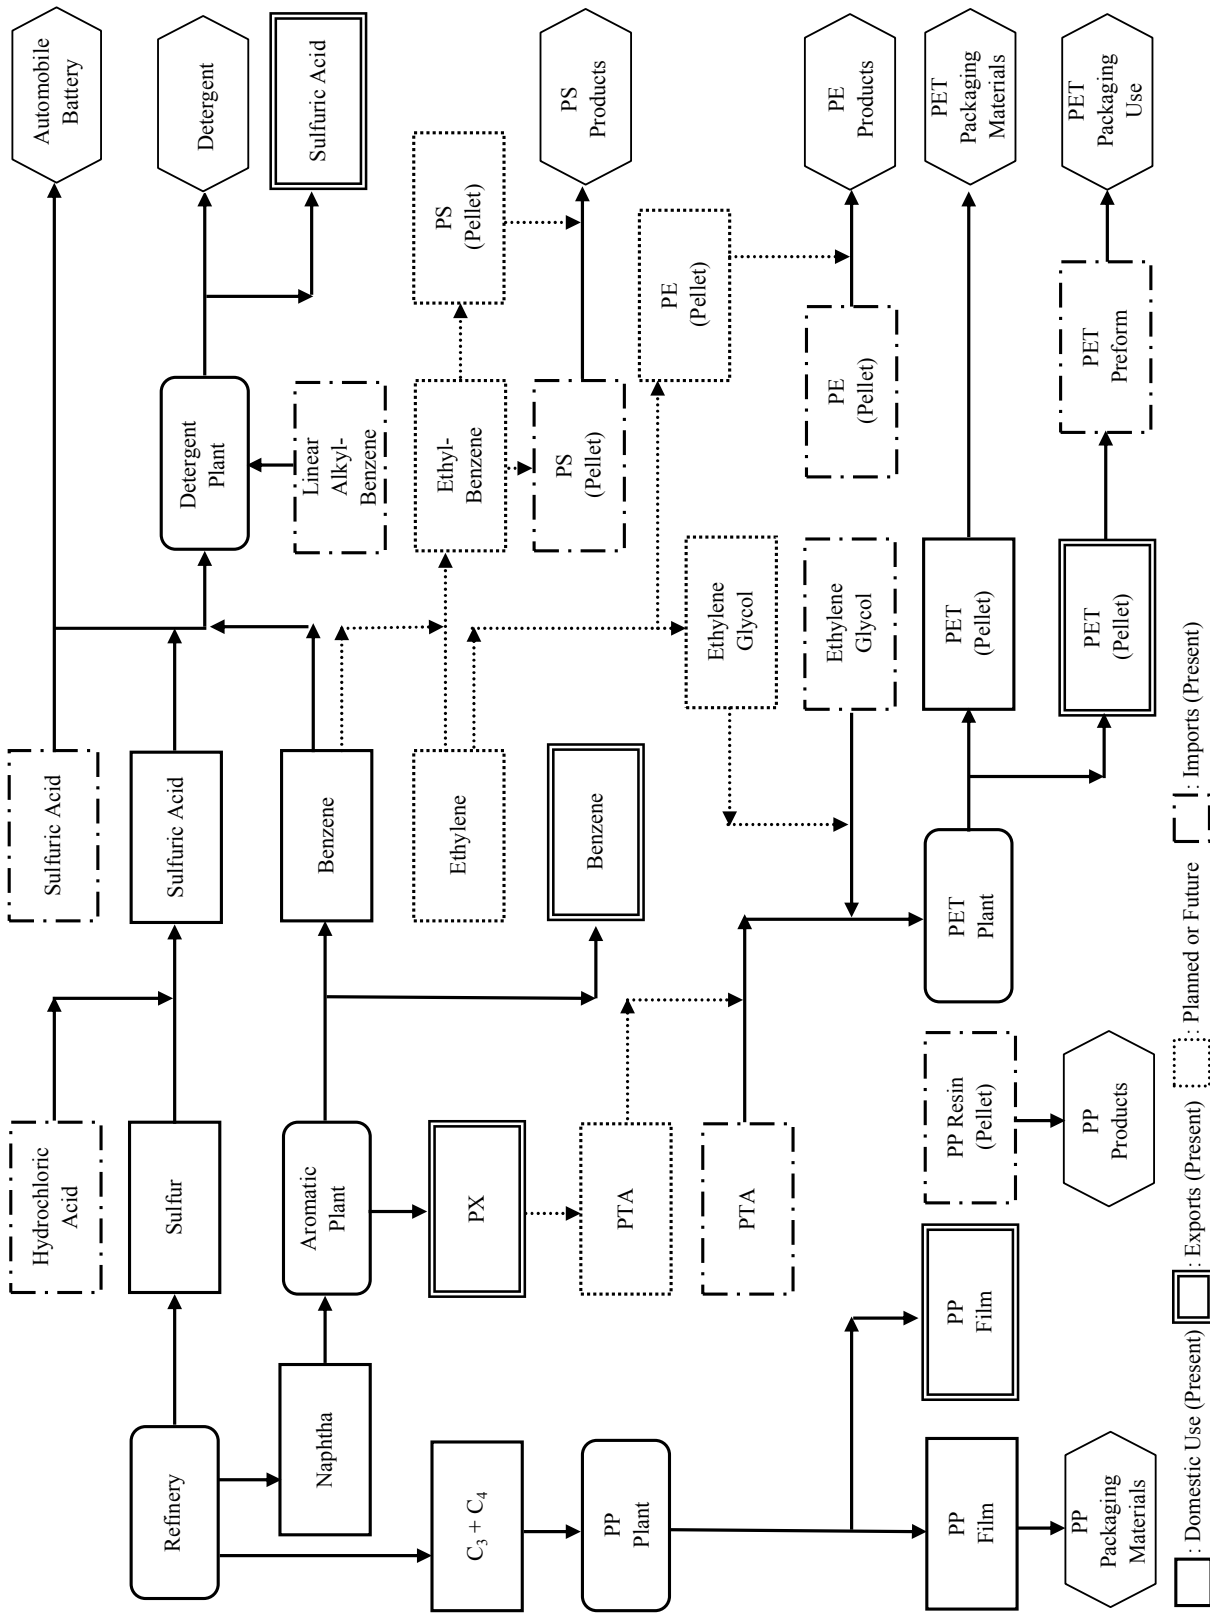 Refinery
Sulfur
Hydrochloric
Acid
Sulfuric Acid
Sulfuric Acid
Automobile
Battery
Detergent
Plant
Detergent
Sulfuric Acid
Linear
Alkyl-
Benzene
Naphtha
Aromatic
Plant
Benzene
Benzene
PX
Ethylene
Ethyl-
Benzene
PS
(Pellet)
PS
(Pellet)
PS
Products
C3 + C4
PP
Plant
PTA
PTA
Ethylene
Glycol
Ethylene
Glycol
PE
(Pellet)
PE
(Pellet)
PE
Products
PP
Film
PP
Film
PP Resin
(Pellet)
PET
Plant
PET
(Pellet)
PET
Packaging
Materials
PP
Packaging
Materials
PP
Products
PET
(Pellet)
PET
Preform
PET
Packaging
Use
: Domestic Use (Present)
: Exports (Present)
: Planned or Future
: Imports (Present)